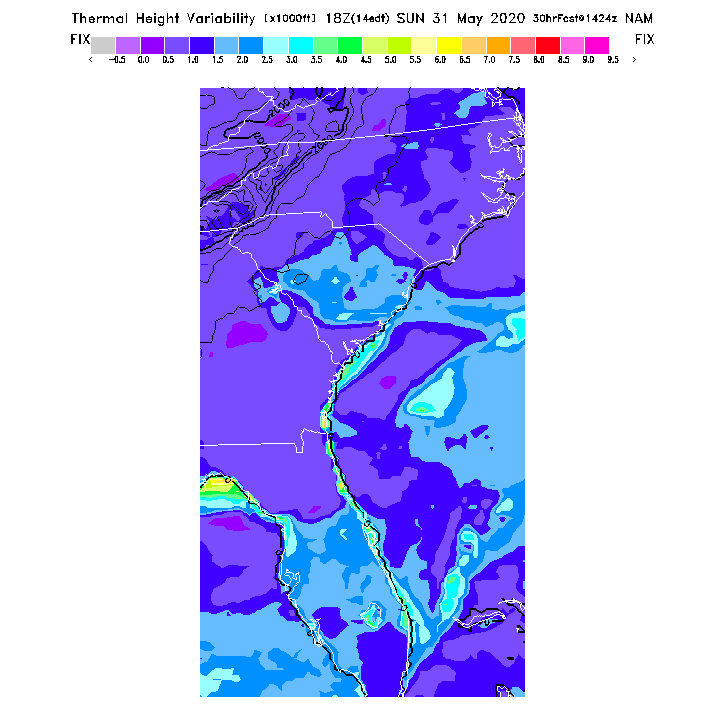 Thermal Height Variability [x1000ft] 18Z(14edt) SUN 31 May 2020 30hrFcst@1424z NAM
FIX FIX
< -0.5 0.0 0.5 1.0 1.5 2.0 2.5 3.0 3.5 4.0 4.5 5.0 5.5 6.0 6.5 7.0 7.5 8.0 8.5 9.0 9.5 >
2000
2000